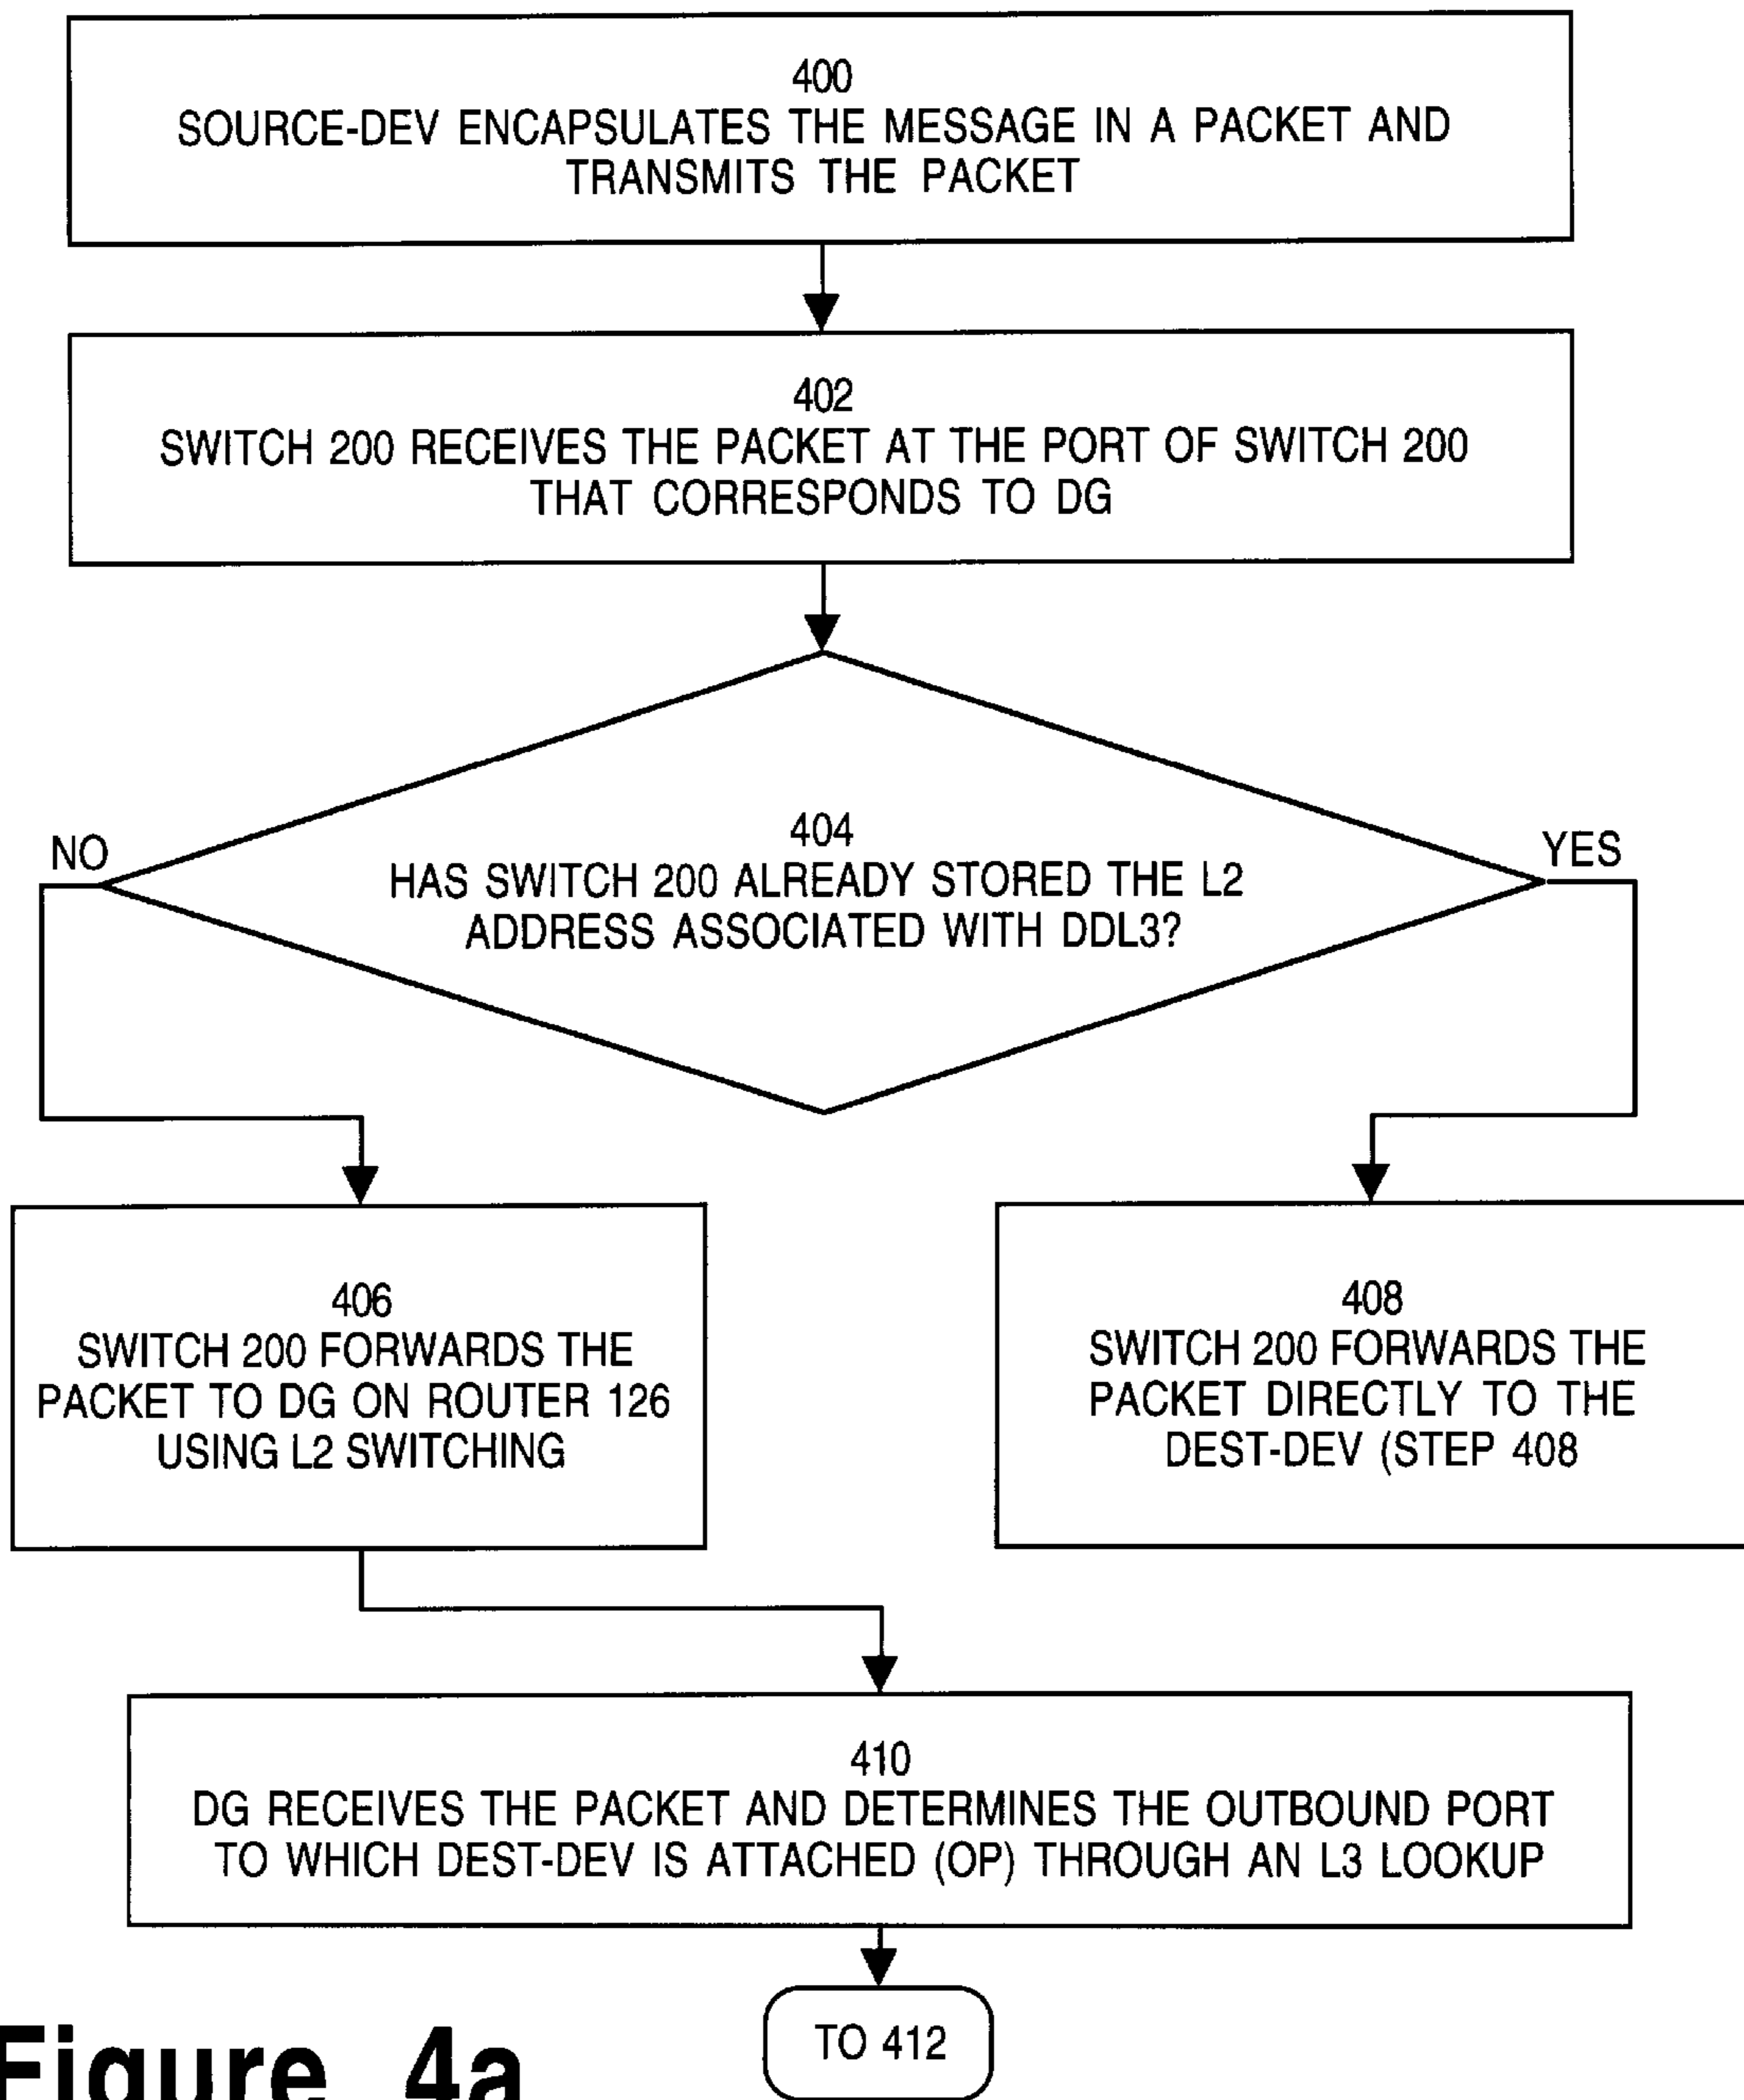 400
SOURCE-DEV ENCAPSULATES THE MESSAGE IN A PACKET AND
TRANSMITS THE PACKET
402
SWITCH 200 RECEIVES THE PACKET AT THE PORT OF SWITCH 200
THAT CORRESPONDS TO DG
404
HAS SWITCH 200 ALREADY STORED THE L2
ADDRESS ASSOCIATED WITH DDL3?
NO
YES
406
SWITCH 200 FORWARDS THE
PACKET TO DG ON ROUTER 126
USING L2 SWITCHING
408
SWITCH 200 FORWARDS THE
PACKET DIRECTLY TO THE
DEST-DEV (STEP 408
410
DG RECEIVES THE PACKET AND DETERMINES THE OUTBOUND PORT
TO WHICH DEST-DEV IS ATTACHED (OP) THROUGH AN L3 LOOKUP
TO 412
Figure 4a